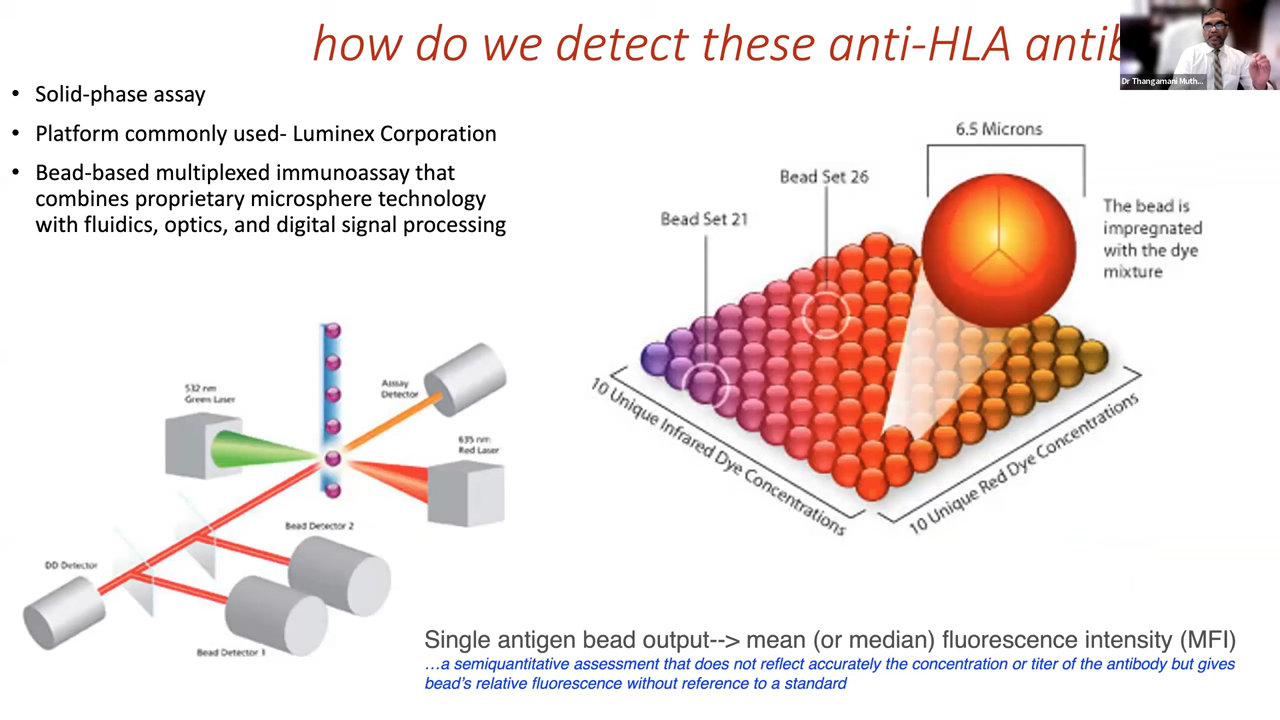 how do we detect these anti-HLA antib
Dr Thangamani Muth...
• Solid-phase assay
• Platform commonly used- Luminex Corporation
• Bead-based multiplexed immunoassay that
combines proprietary microsphere technology
with fluidics, optics, and digital signal processing
6.5 Microns
Bead Set 26
Bead Set 21
The bead is
impregnated
with the dye
mixture
10 Unique Infrared Dye Concentrations
10 Unique Red Dye Concentrations
532 nm
Green Laser
Assay
Detector
635 nm
Red Laser
Bead Detector 2
DD Detector
Bead Detector 1
Single antigen bead output--> mean (or median) fluorescence intensity (MFI)
…a semiquantitative assessment that does not reflect accurately the concentration or titer of the antibody but gives
bead's relative fluorescence without reference to a standard